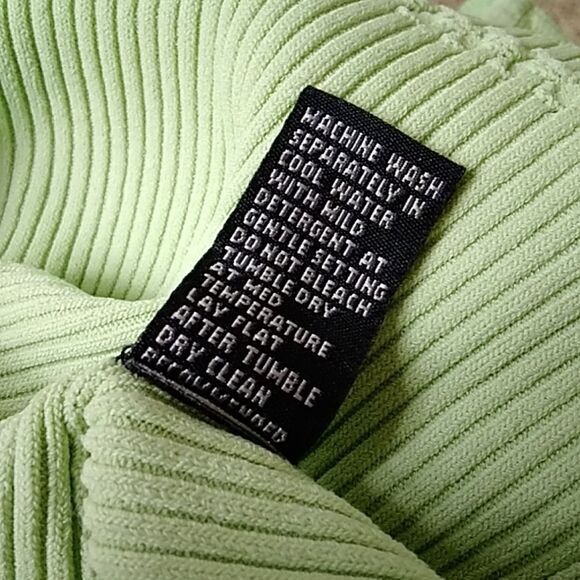 MACHINE WASH
SEPARATELY IN
COOL WATER
WITH MILD
DETERGENT AT
GENTLE SETTING
DO NOT BLEACH
TUMBLE DRY
AT MED
TEMPERATURE
LAY FLAT
AFTER TUMBLE
DRY CLEAN